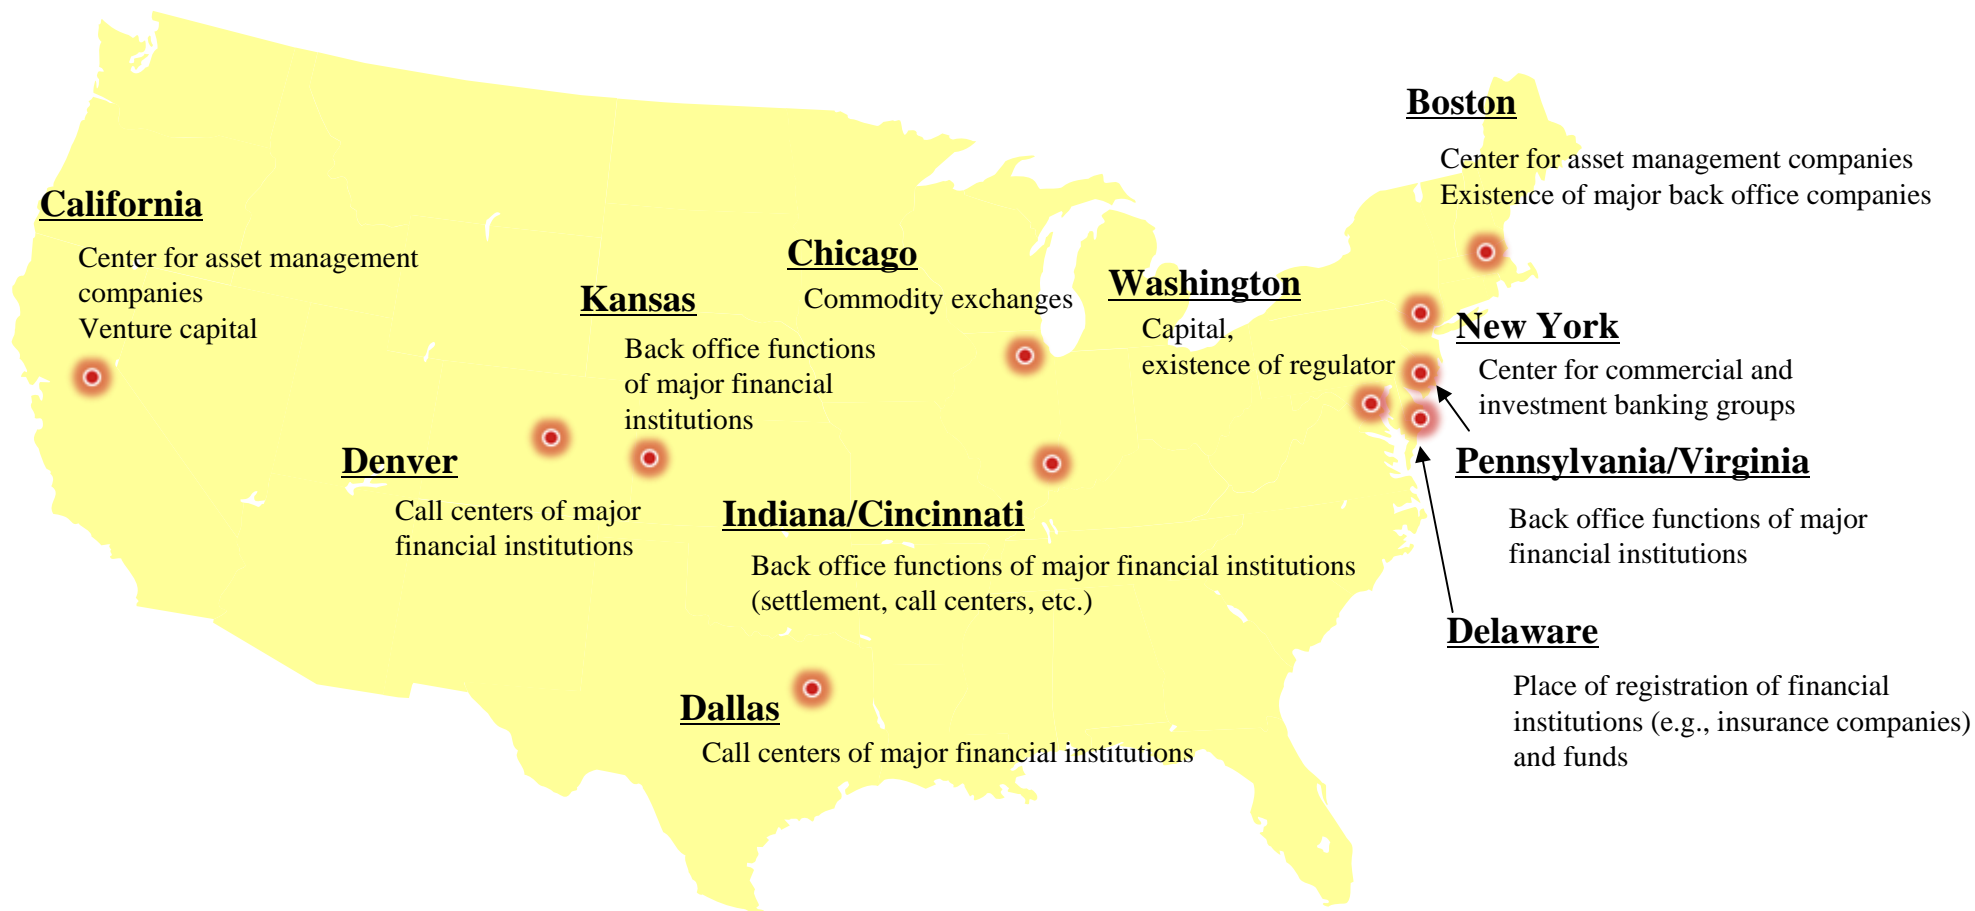 Boston
Center for asset management companies
Existence of major back office companies
California
Center for asset management
companies
Venture capital
Chicago
Commodity exchanges
Washington
Capital,
existence of regulator
Kansas
Back office functions
of major financial
institutions
New York
Center for commercial and
investment banking groups
Denver
Call centers of major
financial institutions
Pennsylvania/Virginia
Back office functions of major
financial institutions
Indiana/Cincinnati
Back office functions of major financial institutions
(settlement, call centers, etc.)
Delaware
Place of registration of financial
institutions (e.g., insurance companies)
and funds
Dallas
Call centers of major financial institutions